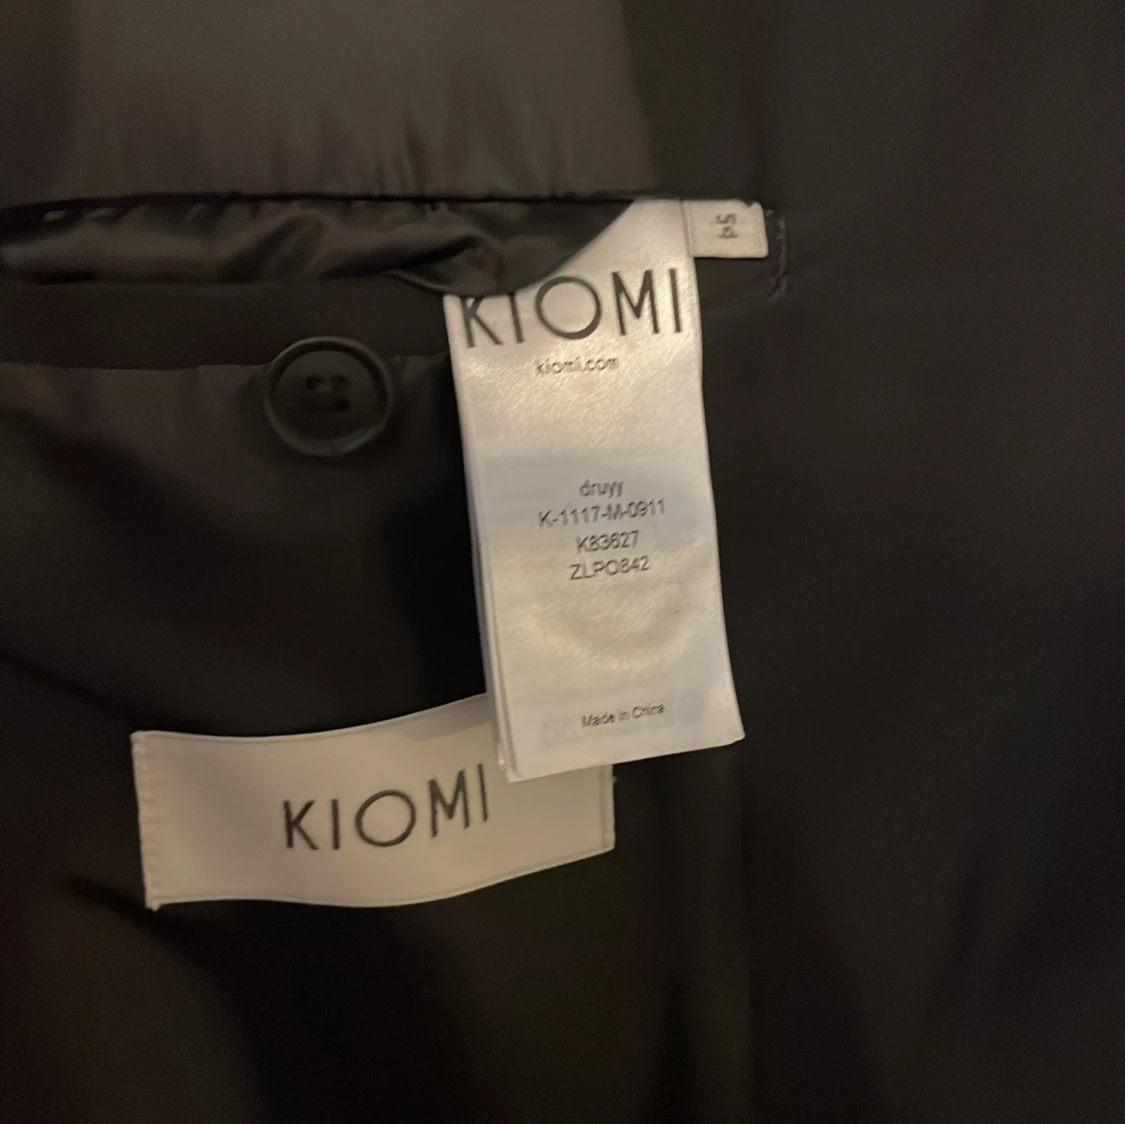 KIOMI
kiomi.com
druyy
K-1117-M-0911
K83627
ZLPO842
Made in China
KIOMI